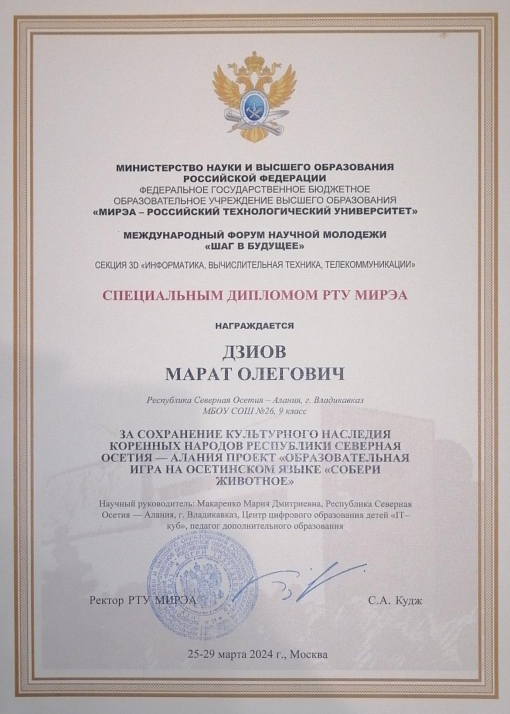 МИНИСТЕРСТВО НАУКИ И ВЫСШЕГО ОБРАЗОВАНИЯ
РОССИЙСКОЙ ФЕДЕРАЦИИ
ФЕДЕРАЛЬНОЕ ГОСУДАРСТВЕННОЕ БЮДЖЕТНОЕ
ОБРАЗОВАТЕЛЬНОЕ УЧРЕЖДЕНИЕ ВЫСШЕГО ОБРАЗОВАНИЯ
«МИРЭА – РОССИЙСКИЙ ТЕХНОЛОГИЧЕСКИЙ УНИВЕРСИТЕТ»
МЕЖДУНАРОДНЫЙ ФОРУМ НАУЧНОЙ МОЛОДЕЖИ
«ШАГ В БУДУЩЕЕ»
СЕКЦИЯ 3D «ИНФОРМАТИКА, ВЫЧИСЛИТЕЛЬНАЯ ТЕХНИКА, ТЕЛЕКОММУНИКАЦИИ»
СПЕЦИАЛЬНЫМ ДИПЛОМОМ РТУ МИРЭА
НАГРАЖДАЕТСЯ
ДЗИОВ
МАРАТ ОЛЕГОВИЧ
Республика Северная Осетия – Алания, г. Владикавказ
МБОУ СОШ №26, 9 класс
ЗА СОХРАНЕНИЕ КУЛЬТУРНОГО НАСЛЕДИЯ
КОРЕННЫХ НАРОДОВ РЕСПУБЛИКИ СЕВЕРНАЯ
ОСЕТИЯ — АЛАНИЯ ПРОЕКТ «ОБРАЗОВАТЕЛЬНАЯ
ИГРА НА ОСЕТИНСКОМ ЯЗЫКЕ «СОБЕРИ
ЖИВОТНОЕ»
Научный руководитель: Макаренко Мария Дмитриевна, Республика Северная
Осетия — Алания, г. Владикавказ, Центр цифрового образования детей «IT–
куб», педагог дополнительного образования
Ректор РТУ МИРЭА С.А. Кудж
25-29 марта 2024 г., Москва